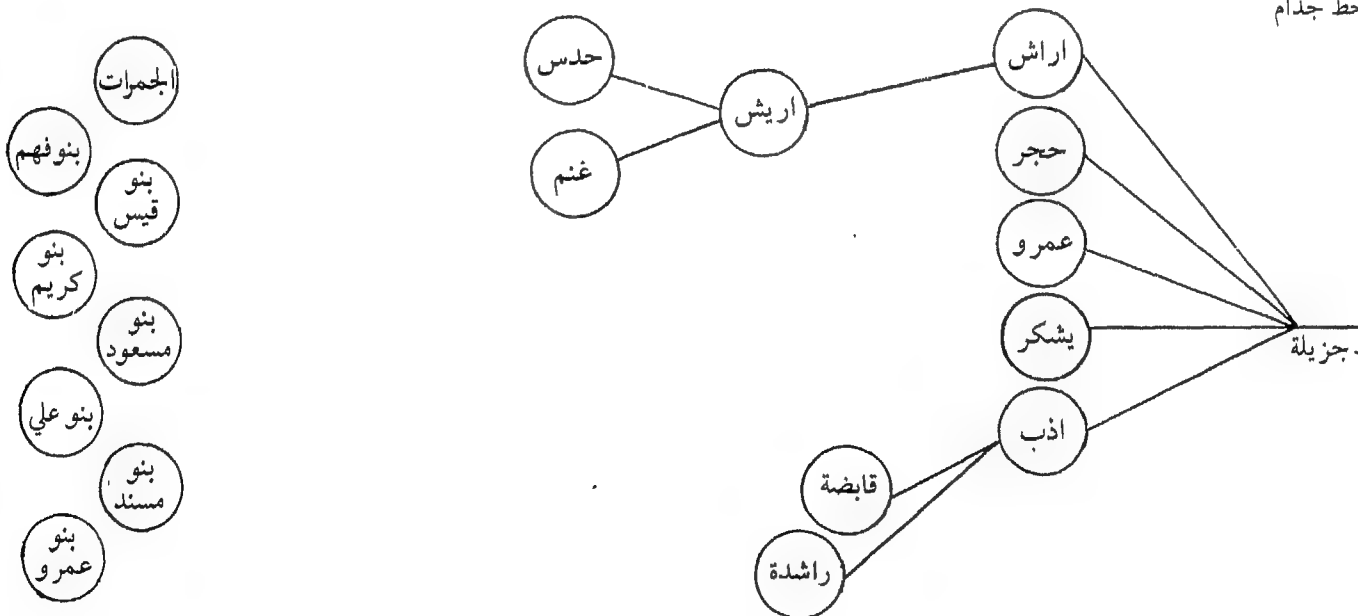 حط جذام
اراش
حدس
اريش
الجمرات
حجر
غنم
بنو فهم
بنو
قيس
عمرو
بنو
كريم
يشكر
جزيلة
بنو
مسعود
اذب
بنو علي
قابضة
بنو
مسند
راشدة
بنو
عمرو